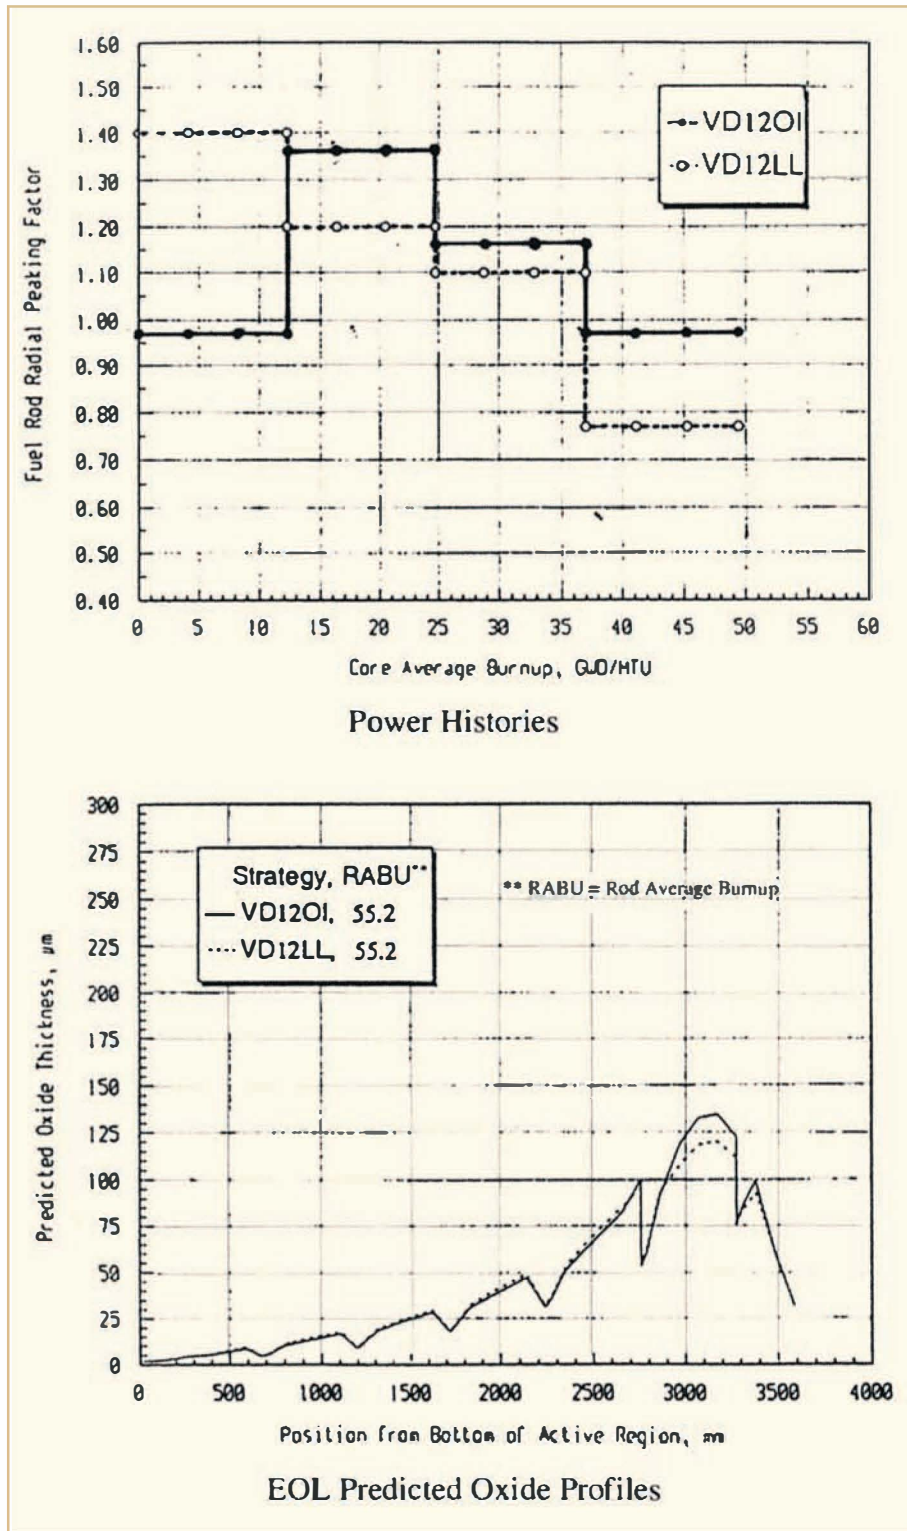 1.60
1.50
1.40
1.30
1.20
1.10
1.00
0.90
0.80
0.70
0.60
0.50
0.40
Fuel Rod Radial Peaking Factor
VD12OI
VD12LL
0 5 10 15 20 25 30 35 40 45 50 55 60
Core Average Burnup, GWD/MTU
Power Histories
300
275
250
225
200
175
150
125
100
75
50
25
0
Predicted Oxide Thickness, μm
Strategy, RABU**
VD12OI, 55.2
VD12LL, 55.2
** RABU = Rod Average Burnup
0 500 1000 1500 2000 2500 3000 3500 4000
Position from Bottom of Active Region, mm
EOL Predicted Oxide Profiles